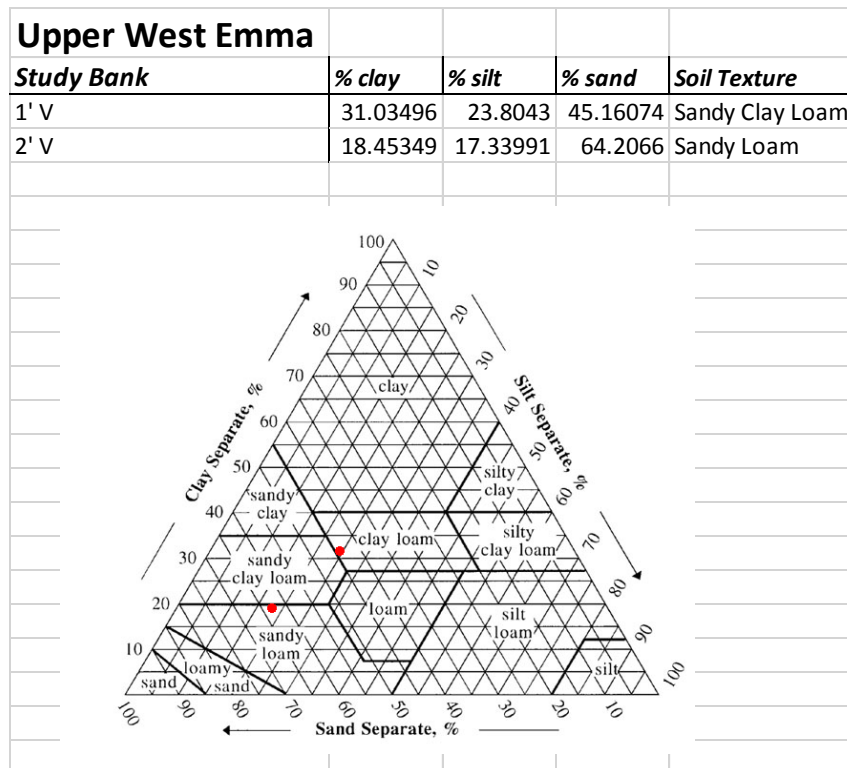 Upper West Emma
Study Bank % clay % silt % sand Soil Texture
1' V 31.03496 23.8043 45.16074 Sandy Clay Loam
2' V 18.45349 17.33991 64.2066 Sandy Loam
100
90
80
70
60
50
40
30
20
10
Clay Separate, %
10
20
30
40
50
60
70
80
90
100
Silt Separate, %
clay
silty
clay
sandy
clay
clay loam
silty
clay loam
sandy
clay loam
loam
silt
loam
sandy
loam
loamy
sand
sand
silt
100
90
80
70
60
50
40
30
20
10
Sand Separate, %